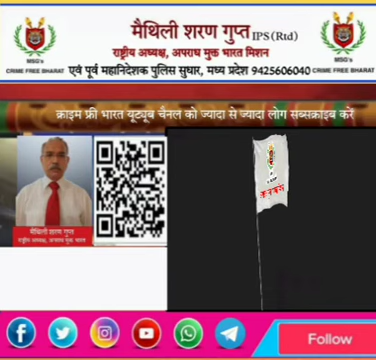 मैथिली शरण गुप्त IPS (Rtd)
राष्ट्रीय अध्यक्ष, अपराध मुक्त भारत मिशन
MSG's
CRIME FREE BHARAT
एवं पूर्व महानिदेशक पुलिस सुधार, मध्य प्रदेश 9425606040
MSG's
CRIME FREE BHARAT
क्राइम फ्री भारत यूट्यूब चैनल को ज्यादा से ज्यादा लोग सब्सक्राइब करें
मैथिली शरण गुप्त
राष्ट्रीय अध्यक्ष, अपराध मुक्त भारत
Follow